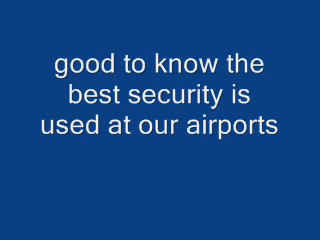 good to know the
best security is
used at our airports